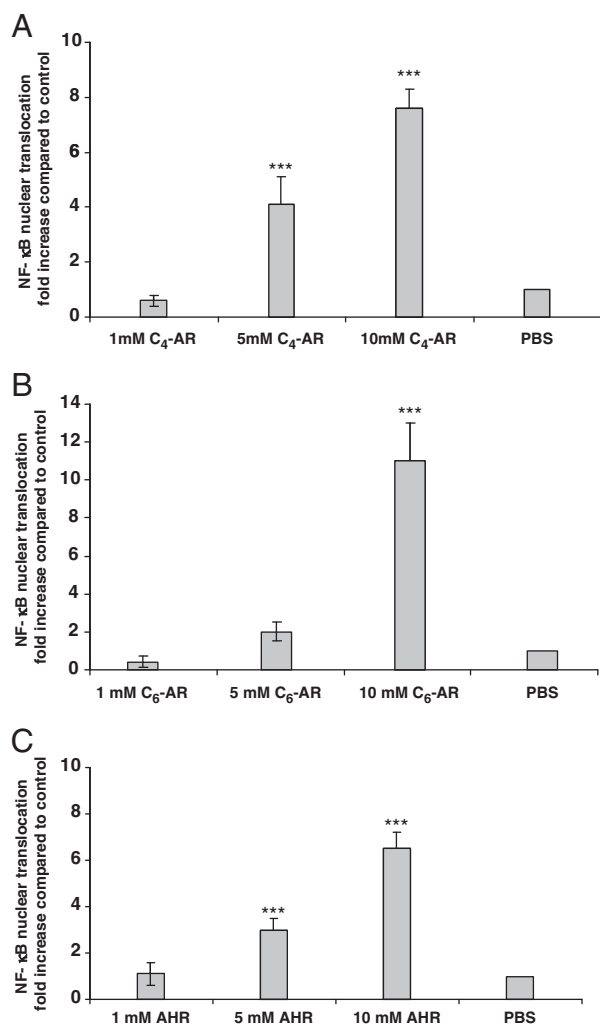 A
NF- κB nuclear translocation
fold increase compared to control
10
8
6
4
2
0
***
***
1mM C₄-AR 5mM C₄-AR 10mM C₄-AR PBS
B
NF- κB nuclear translocation
fold increase compared to control
14
12
10
8
6
4
2
0
***
1 mM C₆-AR 5 mM C₆-AR 10 mM C₆-AR PBS
C
NF- κB nuclear translocation
fold increase compared to control
10
8
6
4
2
0
***
***
1 mM AHR 5 mM AHR 10 mM AHR PBS